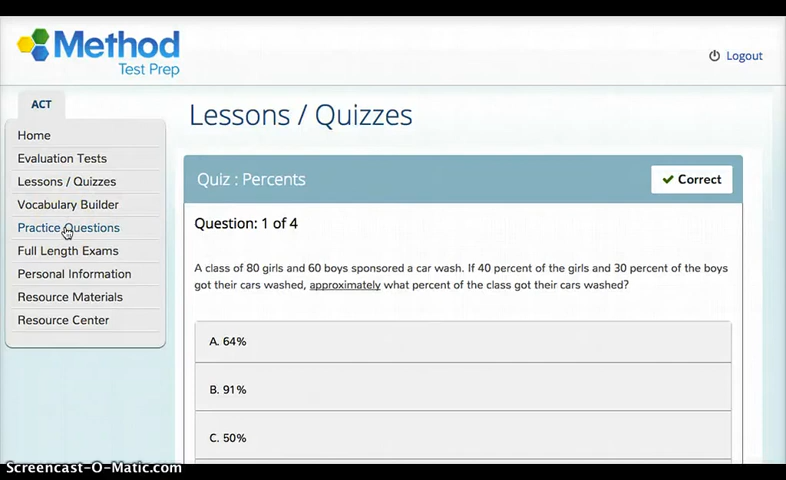 Method
Test Prep
Logout
ACT
Home
Evaluation Tests
Lessons / Quizzes
Vocabulary Builder
Practice Questions
Full Length Exams
Personal Information
Resource Materials
Resource Center
Lessons / Quizzes
Quiz : Percents
Correct
Question: 1 of 4
A class of 80 girls and 60 boys sponsored a car wash. If 40 percent of the girls and 30 percent of the boys
got their cars washed, approximately what percent of the class got their cars washed?
A. 64%
B. 91%
C. 50%
Screencast-O-Matic.com